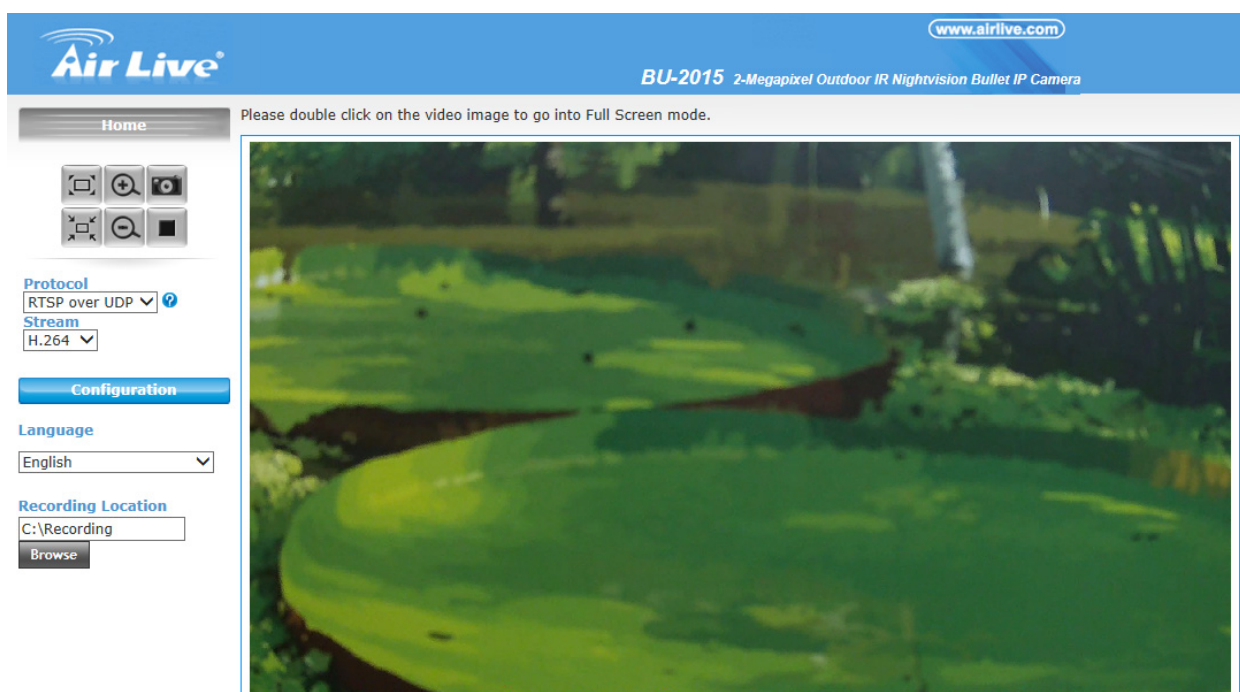 www.airlive.com
Air Live
BU-2015 2-Megapixel Outdoor IR Nightvision Bullet IP Camera
Home
Please double click on the video image to go into Full Screen mode.
Protocol
RTSP over UDP
Stream
H.264
Configuration
Language
English
Recording Location
C:\Recording
Browse